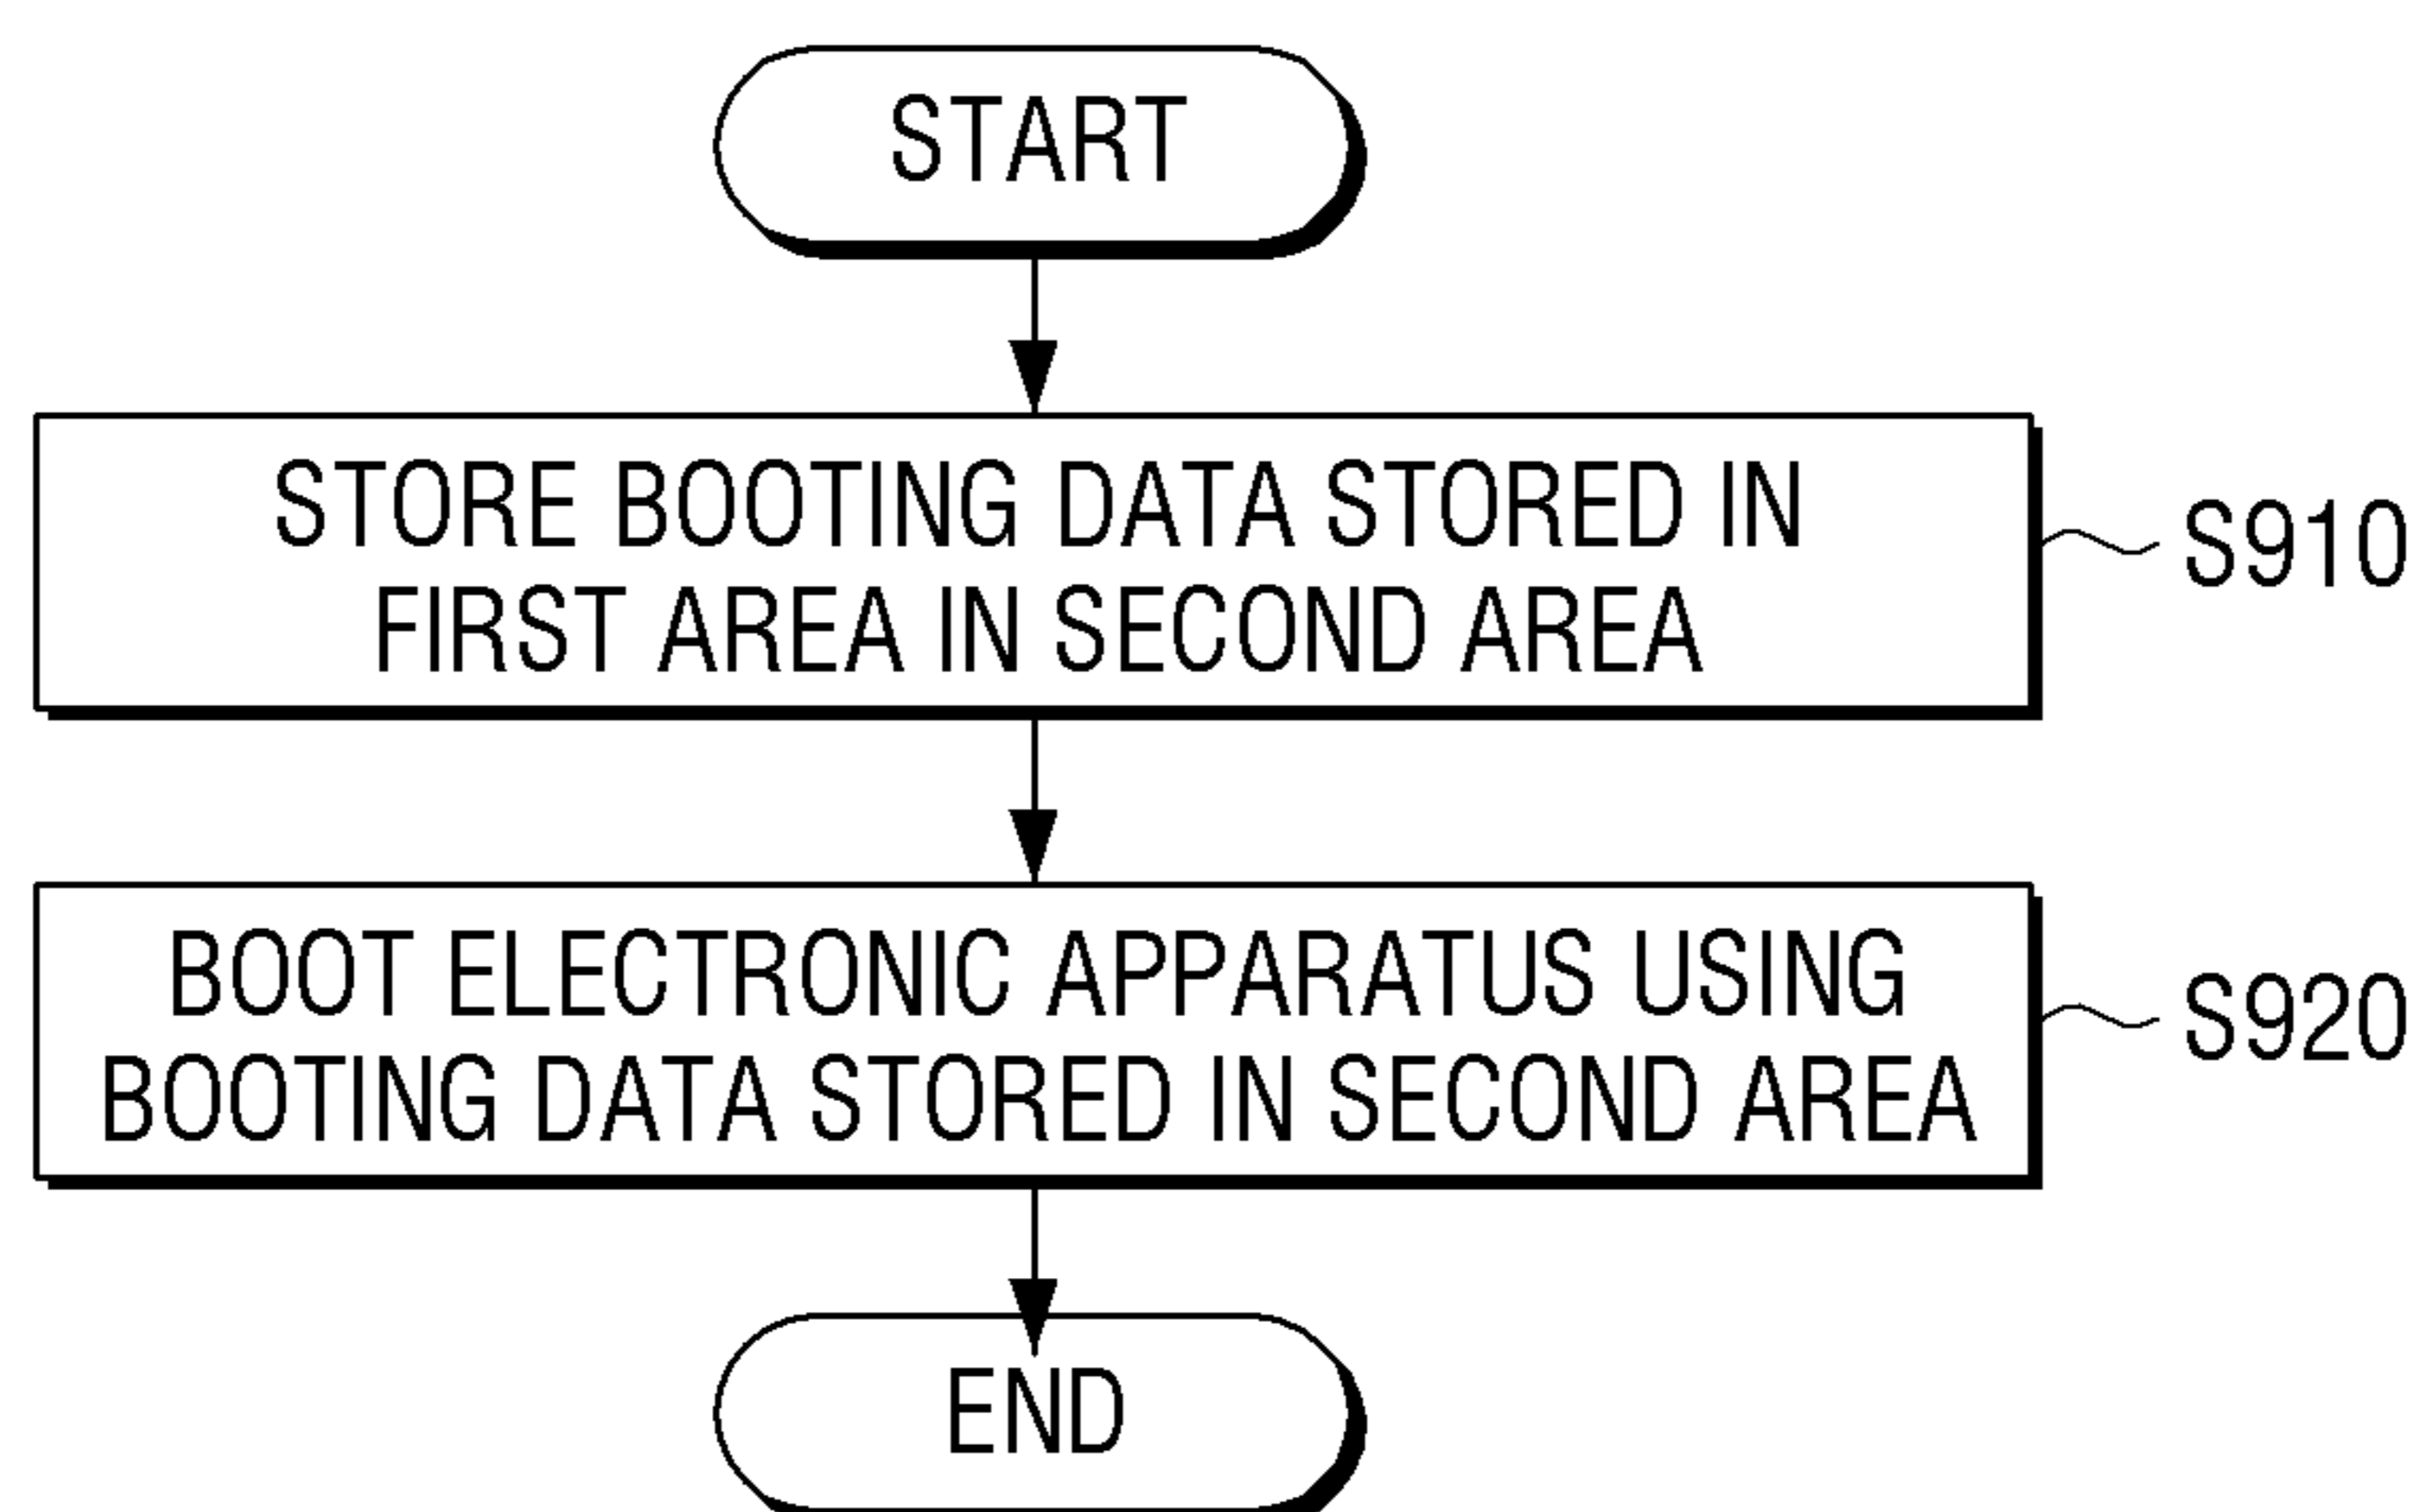 START
STORE BOOTING DATA STORED IN
FIRST AREA IN SECOND AREA
S910
BOOT ELECTRONIC APPARATUS USING
BOOTING DATA STORED IN SECOND AREA
S920
END